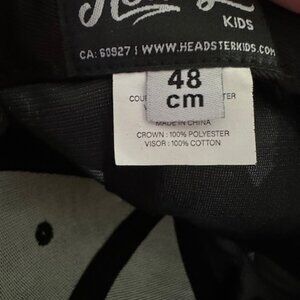 KIDS
CA: 60927 | WWW.HEADSTERKIDS.COM
48
cm
MADE IN CHINA
CROWN : 100% POLYESTER
VISOR : 100% COTTON